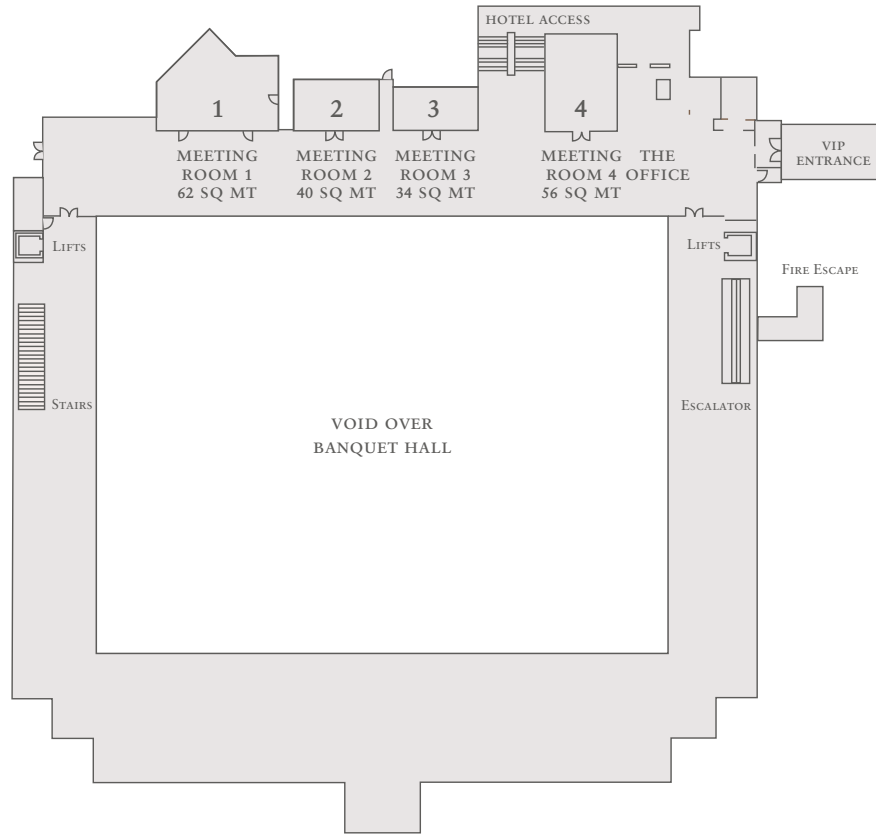 HOTEL ACCESS
1
2
3
4
MEETING
ROOM 1
62 SQ MT
MEETING
ROOM 2
40 SQ MT
MEETING
ROOM 3
34 SQ MT
MEETING
ROOM 4
56 SQ MT
THE
OFFICE
VIP
ENTRANCE
LIFTS
LIFTS
FIRE ESCAPE
STAIRS
ESCALATOR
VOID OVER
BANQUET HALL